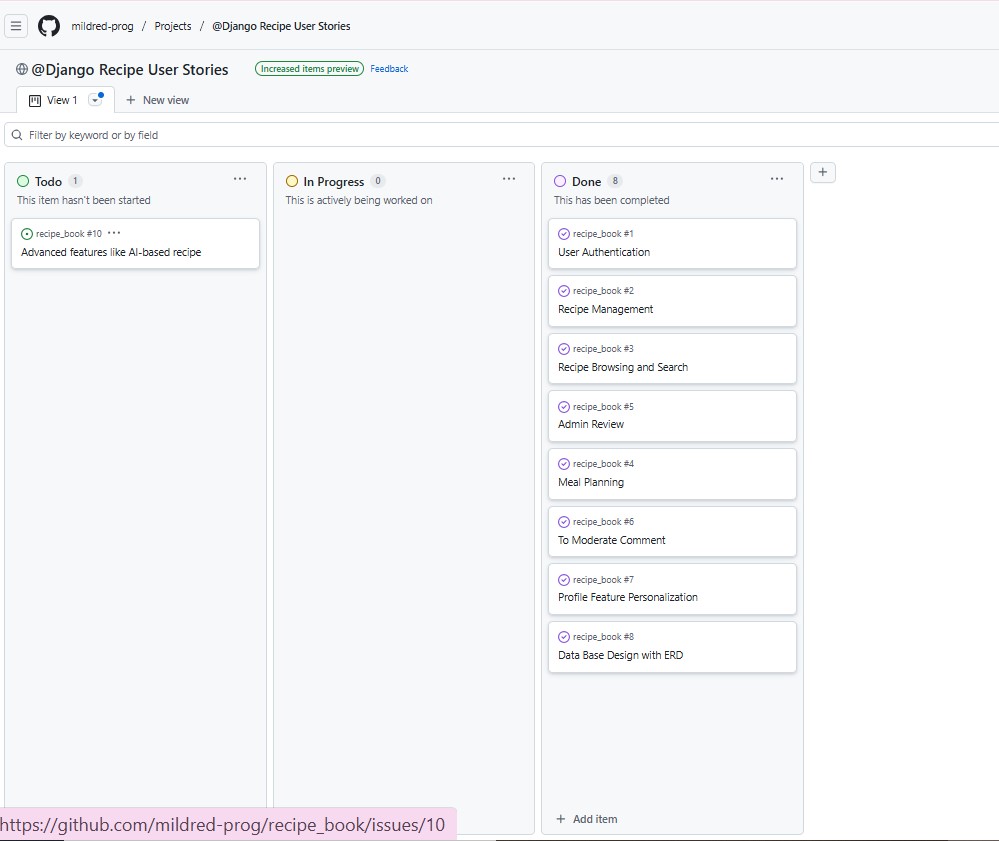 mildred-prog / Projects / @Django Recipe User Stories
@Django Recipe User Stories Increased items preview Feedback
View 1 New view
Filter by keyword or by field
Todo 1
This item hasn't been started
recipe_book #10
Advanced features like AI-based recipe
In Progress 0
This is actively being worked on
Done 8
This has been completed
recipe_book #1
User Authentication
recipe_book #2
Recipe Management
recipe_book #3
Recipe Browsing and Search
recipe_book #5
Admin Review
recipe_book #4
Meal Planning
recipe_book #6
To Moderate Comment
recipe_book #7
Profile Feature Personalization
recipe_book #8
Data Base Design with ERD
+ Add item
https://github.com/mildred-prog/recipe_book/issues/10